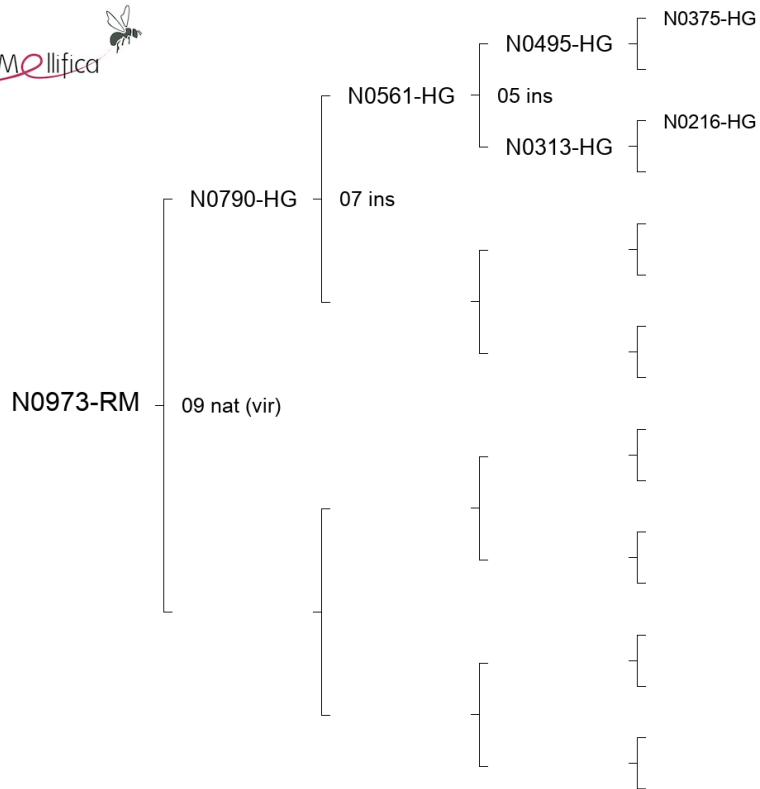 Mellifica
N0375-HG
N0495-HG
N0561-HG
05 ins
N0313-HG
N0216-HG
N0790-HG
07 ins
N0973-RM
09 nat (vir)